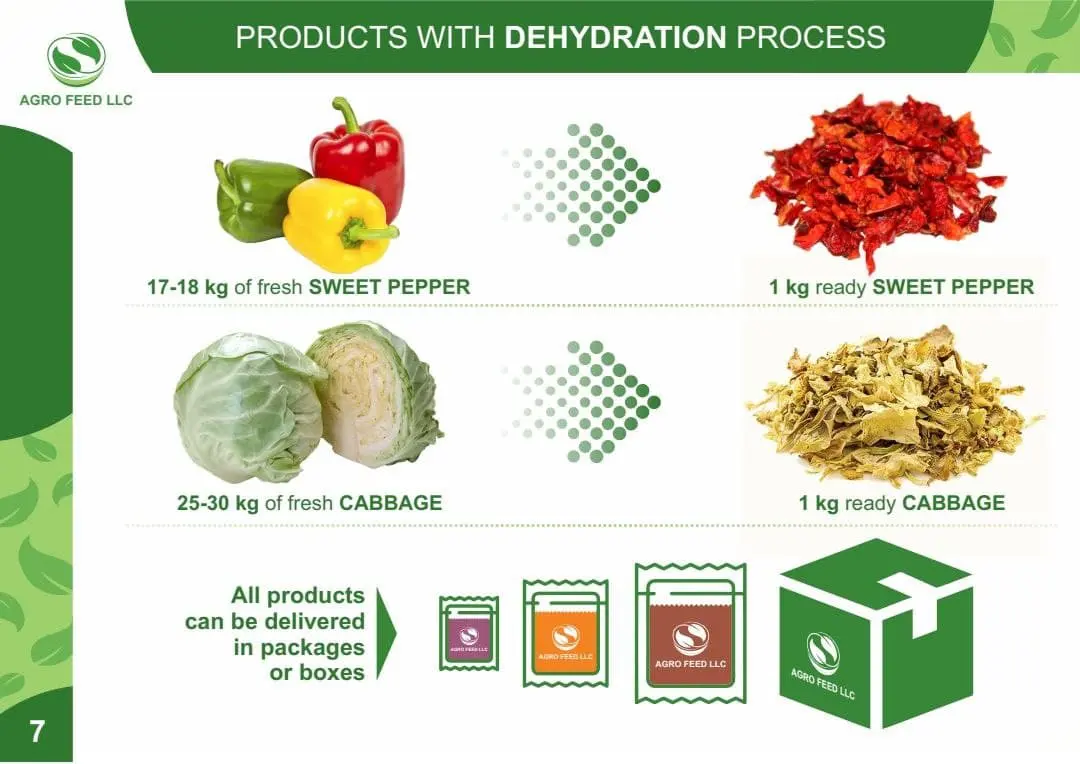 PRODUCTS WITH DEHYDRATION PROCESS
AGRO FEED LLC
17-18 kg of fresh SWEET PEPPER
1 kg ready SWEET PEPPER
25-30 kg of fresh CABBAGE
1 kg ready CABBAGE
All products
can be delivered
in packages
or boxes
AGRO FEED LLC
AGRO FEED LLC
AGRO FEED LLC
AGRO FEED LLC
7